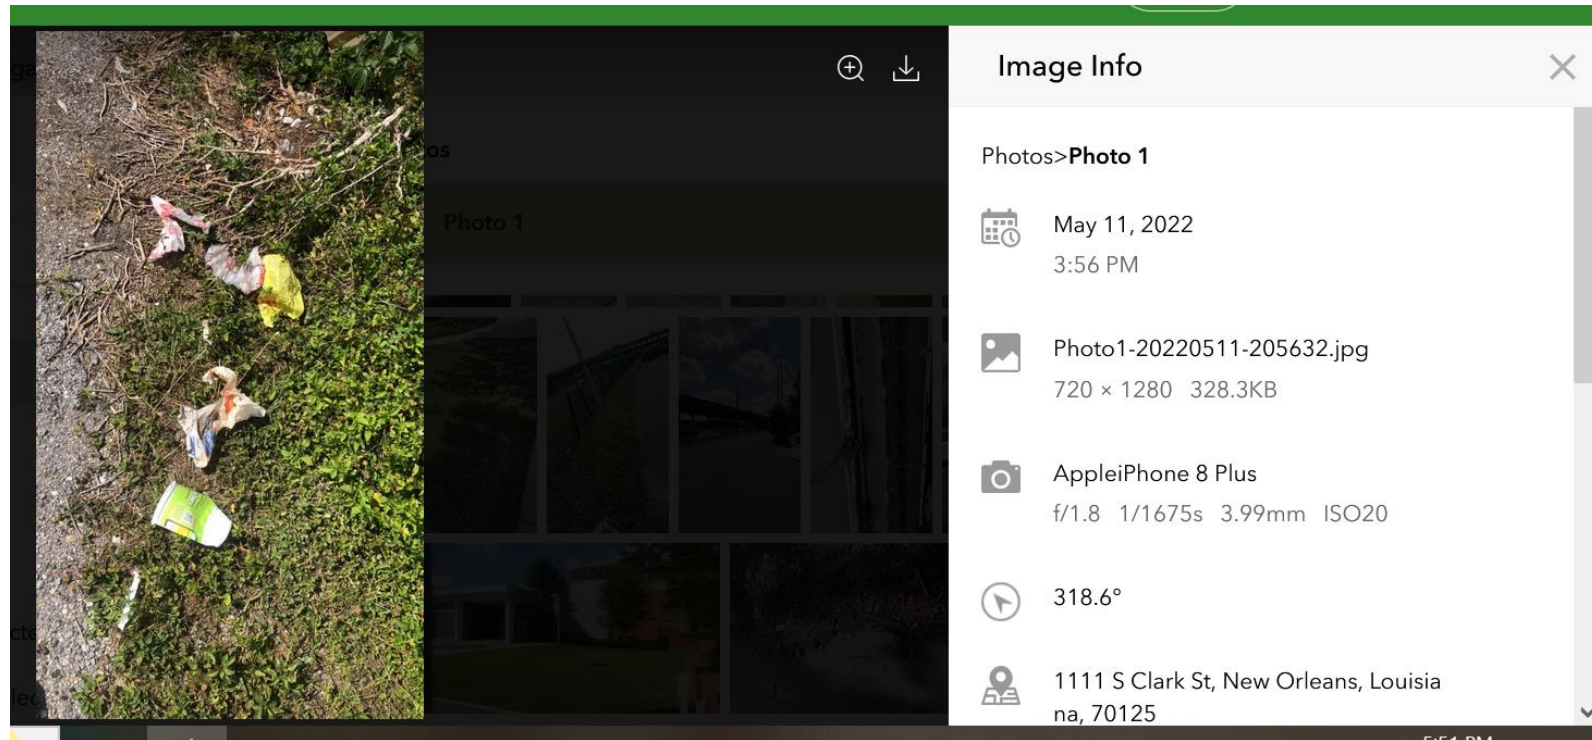 Image Info
Photos>Photo 1
Photo 1
May 11, 2022
3:56 PM
Photo1-20220511-205632.jpg
720 × 1280 328.3KB
AppleiPhone 8 Plus
f/1.8 1/1675s 3.99mm ISO20
318.6°
1111 S Clark St, New Orleans, Louisia
na, 70125